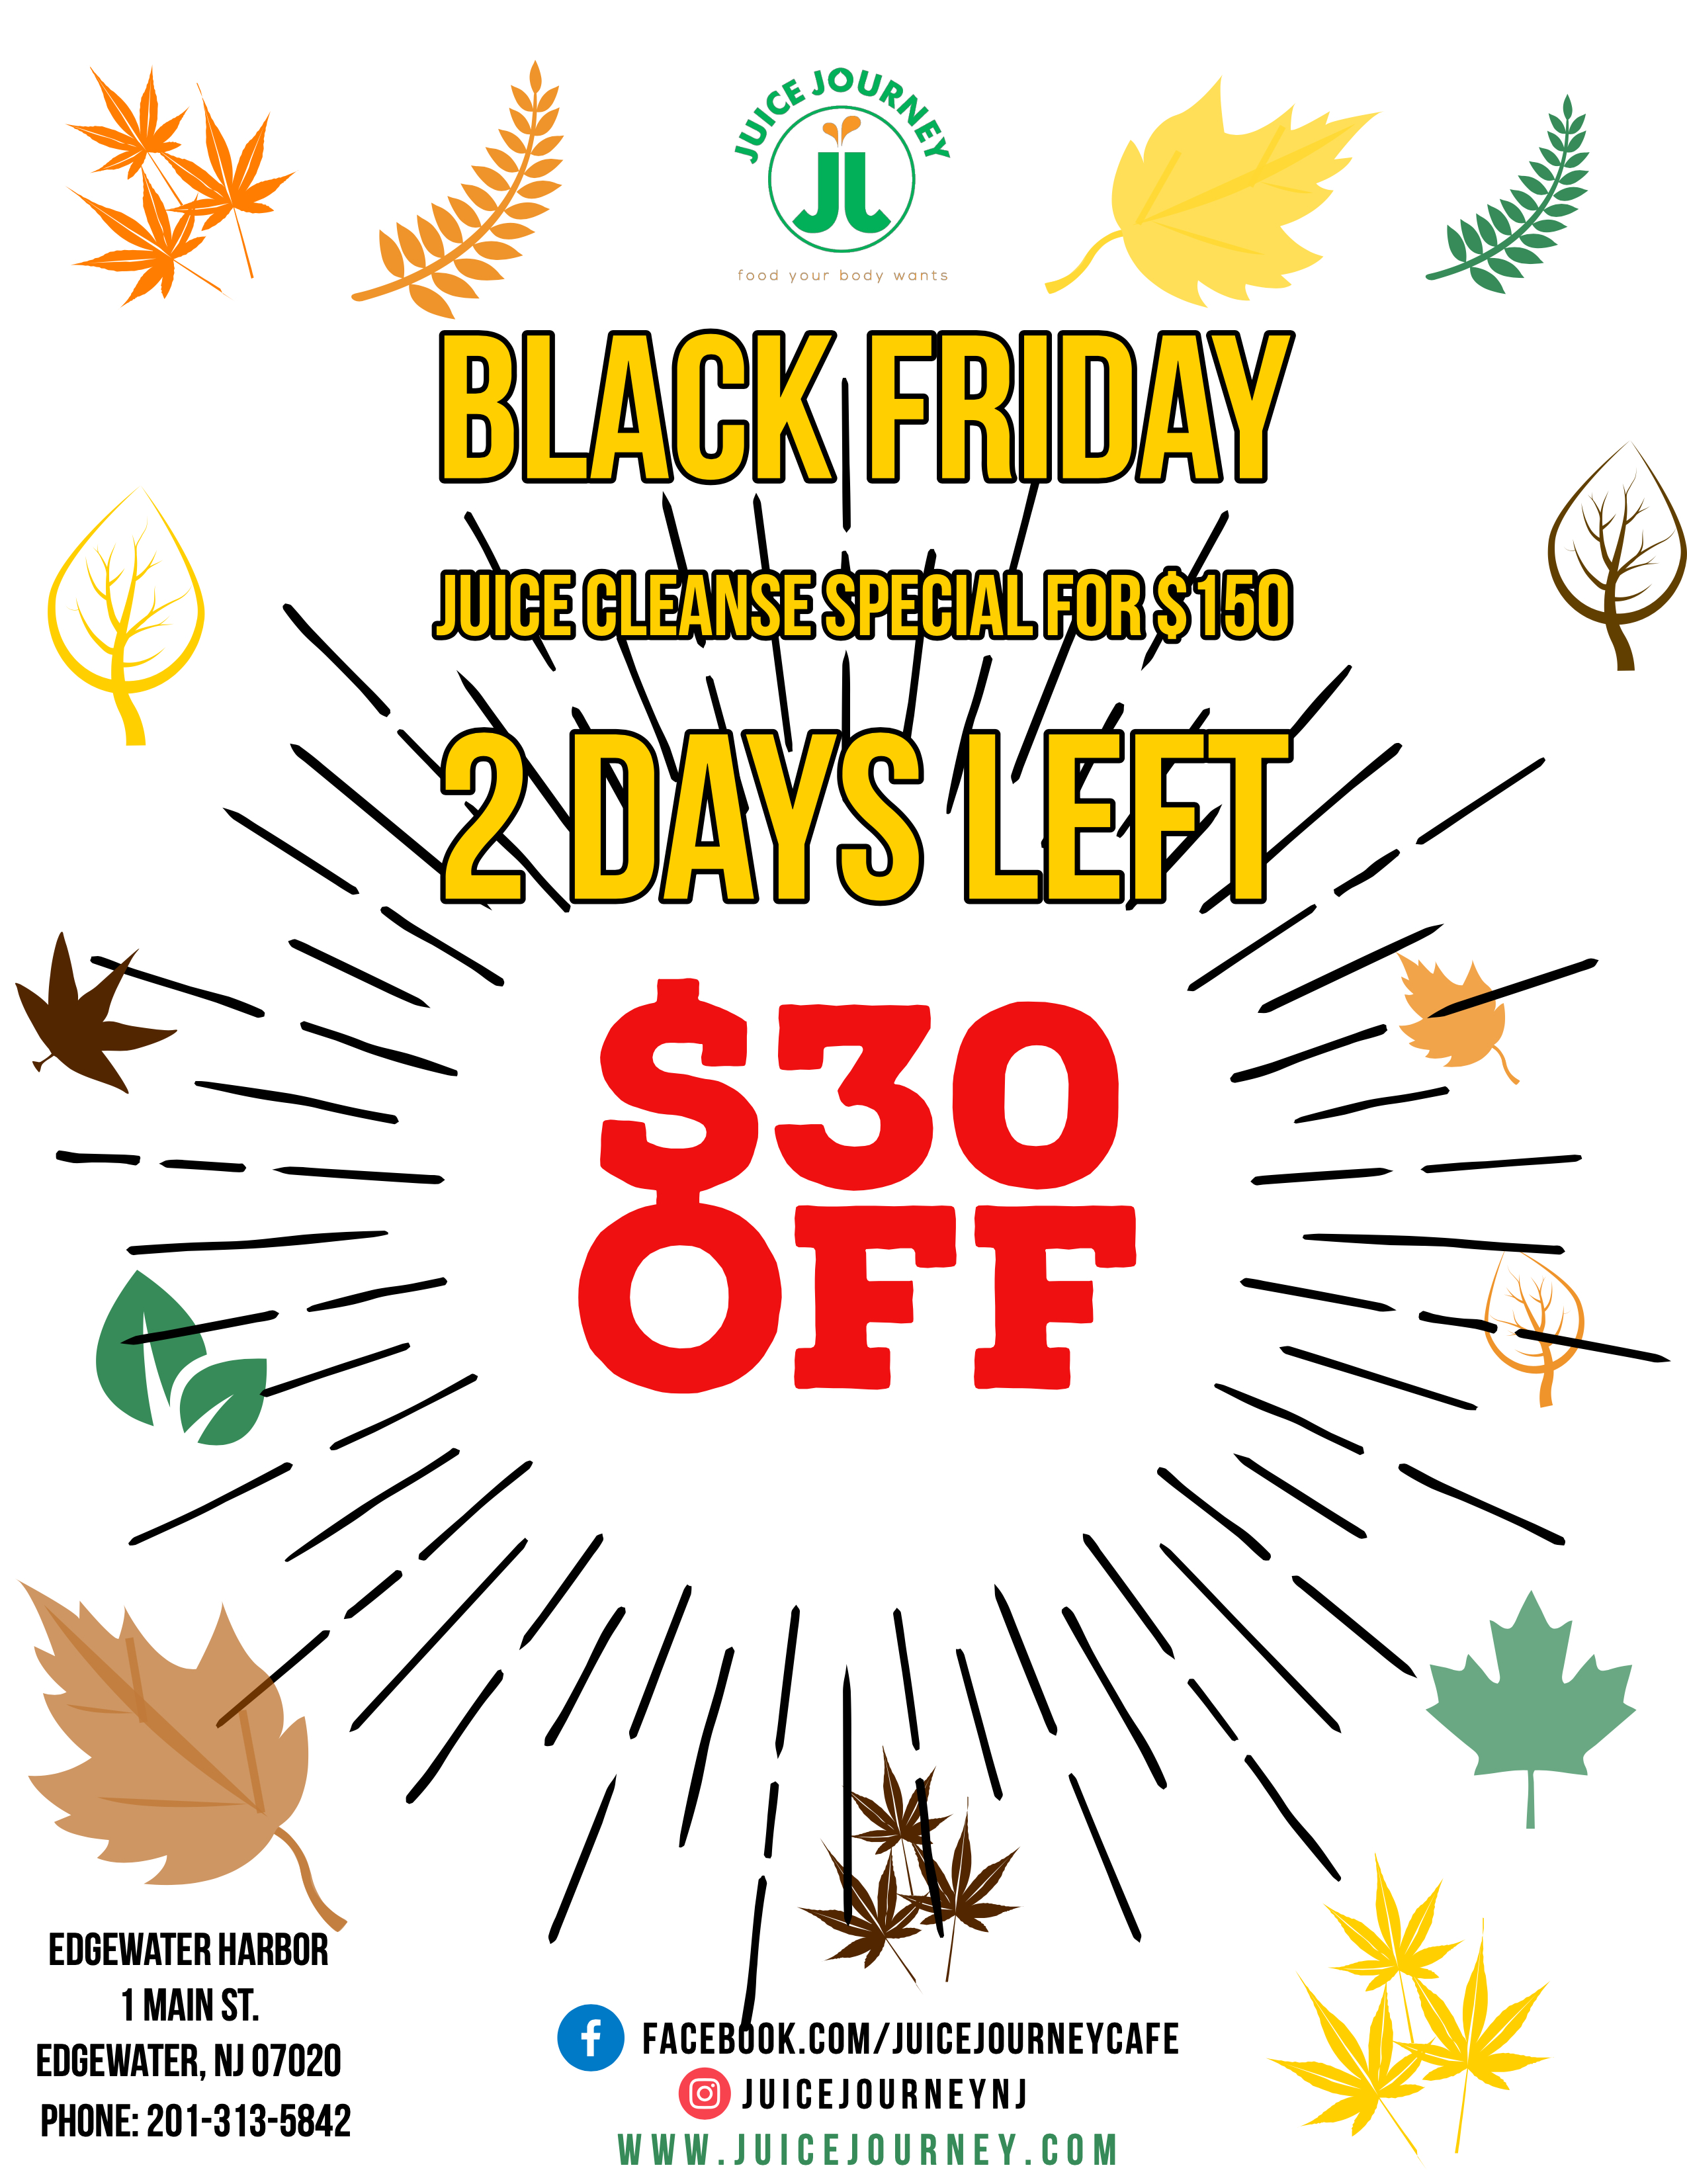 JUICE JOURNEY
food your body wants
BLACK FRIDAY
JUICE CLEANSE SPECIAL FOR $150
2 DAYS LEFT
$30
OFF
EDGEWATER HARBOR
1 MAIN ST.
EDGEWATER, NJ 07020
PHONE: 201-313-5842
FACEBOOK.COM/JUICEJOURNEYCAFE
JUICEJOURNEYNJ
WWW.JUICEJOURNEY.COM